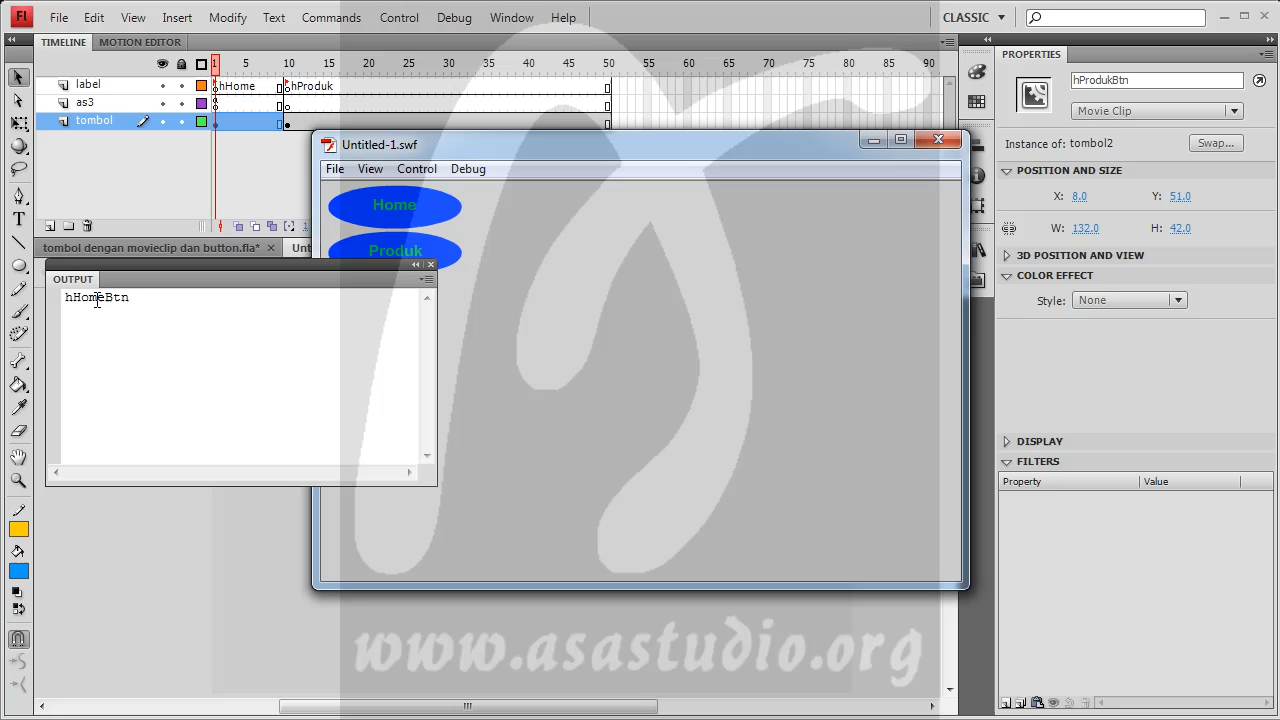 Fl File Edit View Insert Modify Text Commands Control Debug Window Help CLASSIC
TIMELINE MOTION EDITOR
1 5 10 15 20 25 30 35 40 45 50 55 60 65 70 75 80 85 90
label hHome hProduk
as3
tombol
tombol dengan movieclip dan button.fla*
Untitled-1.swf
File View Control Debug
Home
Produk
OUTPUT
hHomeBtn
PROPERTIES
hProdukBtn
Movie Clip
Instance of: tombol2 Swap...
POSITION AND SIZE
X: 8.0 Y: 51.0
W: 132.0 H: 42.0
3D POSITION AND VIEW
COLOR EFFECT
Style: None
DISPLAY
FILTERS
Property Value
www.asastudio.org